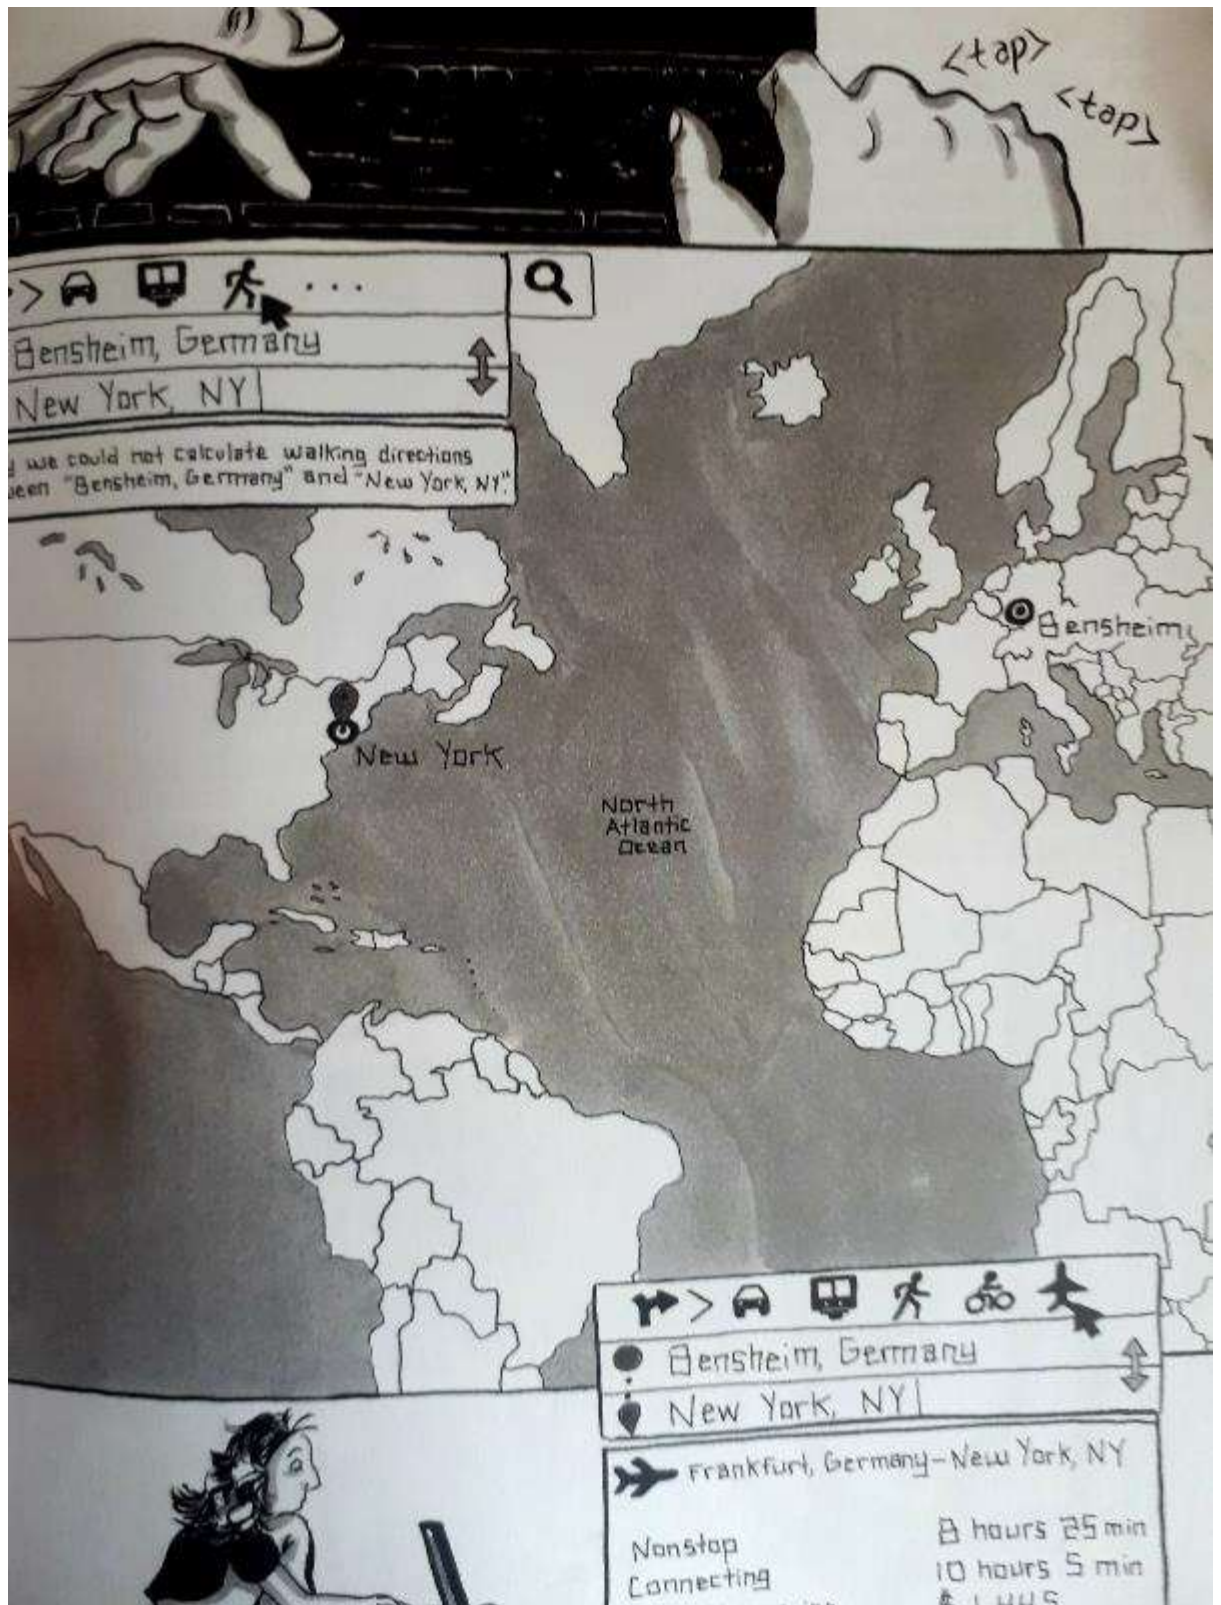 <tap>
<tap>
Bensheim, Germany
New York, NY
we could not calculate walking directions
"Bensheim, Germany" and "New York, NY".
Bensheim
New York
North
Atlantic
Ocean
Bensheim, Germany
New York, NY
Frankfurt, Germany-New York, NY
Nonstop 8 hours 25 min
Connecting 10 hours 5 min